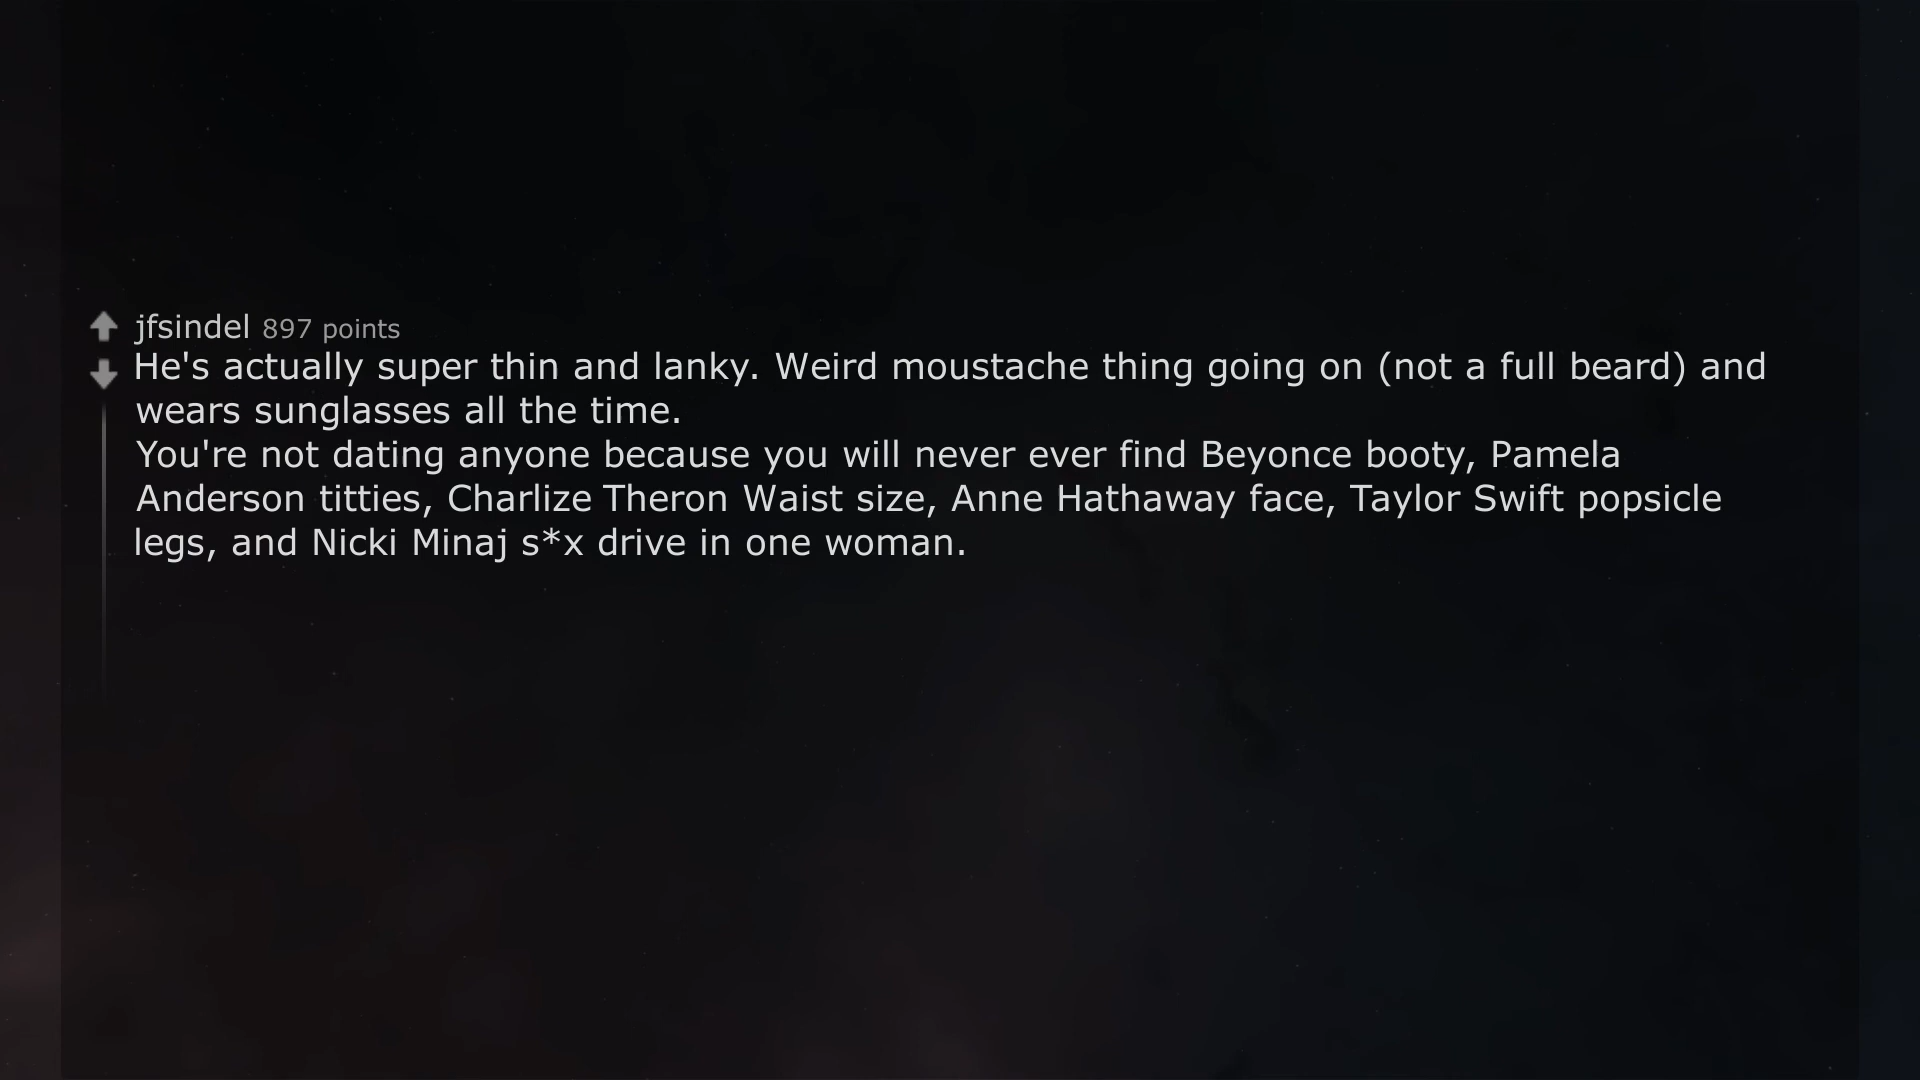 jfsindel 897 points
He's actually super thin and lanky. Weird moustache thing going on (not a full beard) and
wears sunglasses all the time.
You're not dating anyone because you will never ever find Beyonce booty, Pamela
Anderson titties, Charlize Theron Waist size, Anne Hathaway face, Taylor Swift popsicle
legs, and Nicki Minaj s*x drive in one woman.